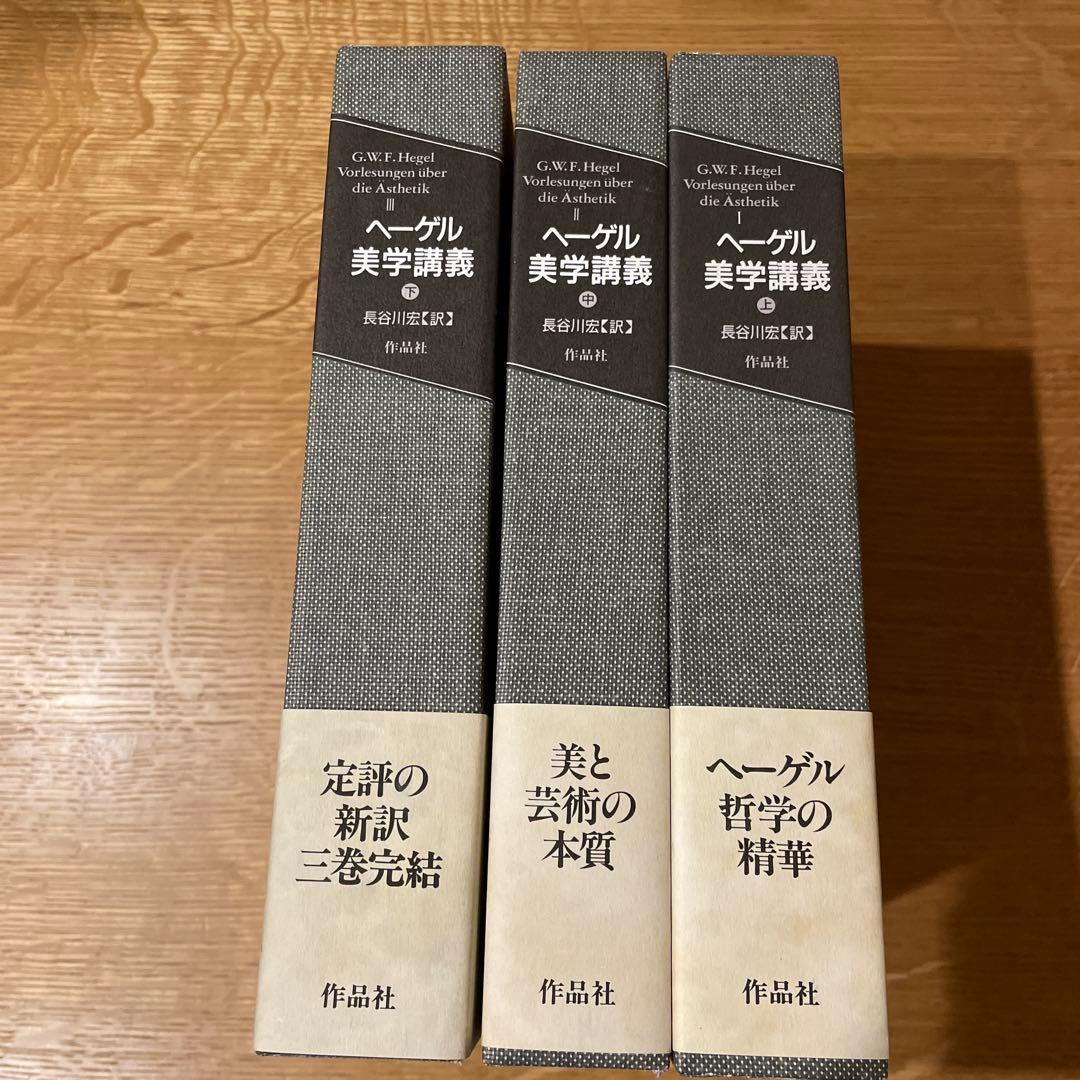 G.W.F. Hegel
Vorlesungen über
die Ästhetik
III
ヘーゲル
美学講義
下
長谷川宏【訳】
作品社
定評の
新訳
三巻完結
作品社
G.W.F. Hegel
Vorlesungen über
die Ästhetik
II
ヘーゲル
美学講義
中
長谷川宏【訳】
作品社
美と
芸術の
本質
作品社
G.W.F. Hegel
Vorlesungen über
die Ästhetik
I
ヘーゲル
美学講義
上
長谷川宏【訳】
作品社
ヘーゲル
哲学の
精華
作品社